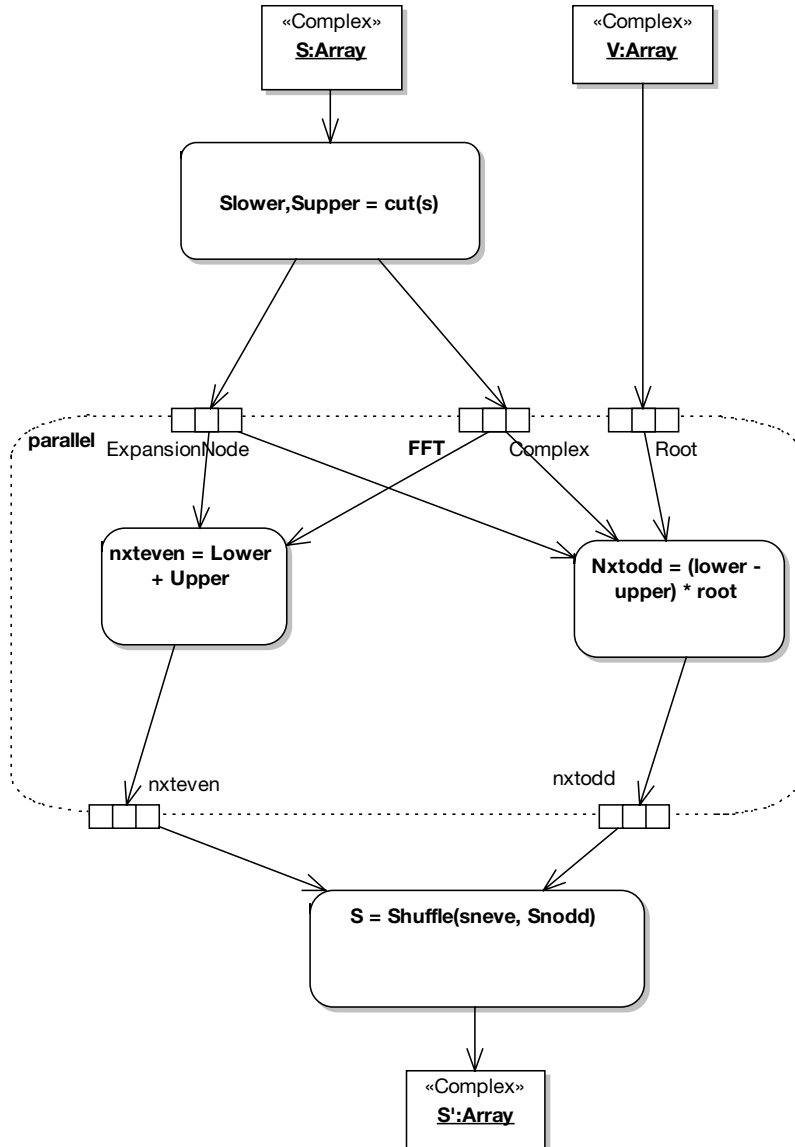 «Complex»
S:Array
«Complex»
V:Array
Slower,Supper = cut(s)
parallel
ExpansionNode
FFT
Complex
Root
nxteven = Lower
+ Upper
Nxtodd = (lower -
upper) * root
nxteven
nxtodd
S = Shuffle(sneve, Snodd)
«Complex»
S':Array